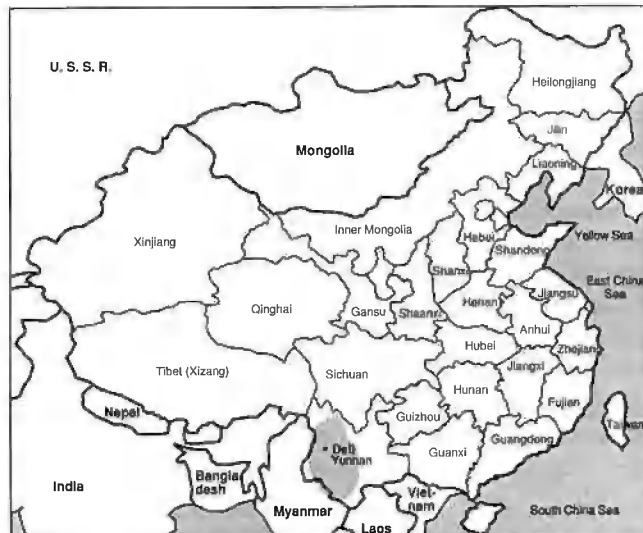 U. S. S. R.
Heilongjiang
Jilin
Mongolia
Liaoning
Korea
Inner Mongolia
Hebei
Yellow Sea
Xinjiang
Shandong
Shanxi
East China
Sea
Qinghai
Gansu
Shaanxi
Henan
Jiangsu
Anhui
Hubei
Zhejiang
Tibet (Xizang)
Sichuan
Jiangxi
Hunan
Nepal
Guizhou
Fujian
Taiwan
Guangdong
Guanxi
Yunnan
Bangla
desh
India
Viet-
nam
Myanmar
South China Sea
Laos